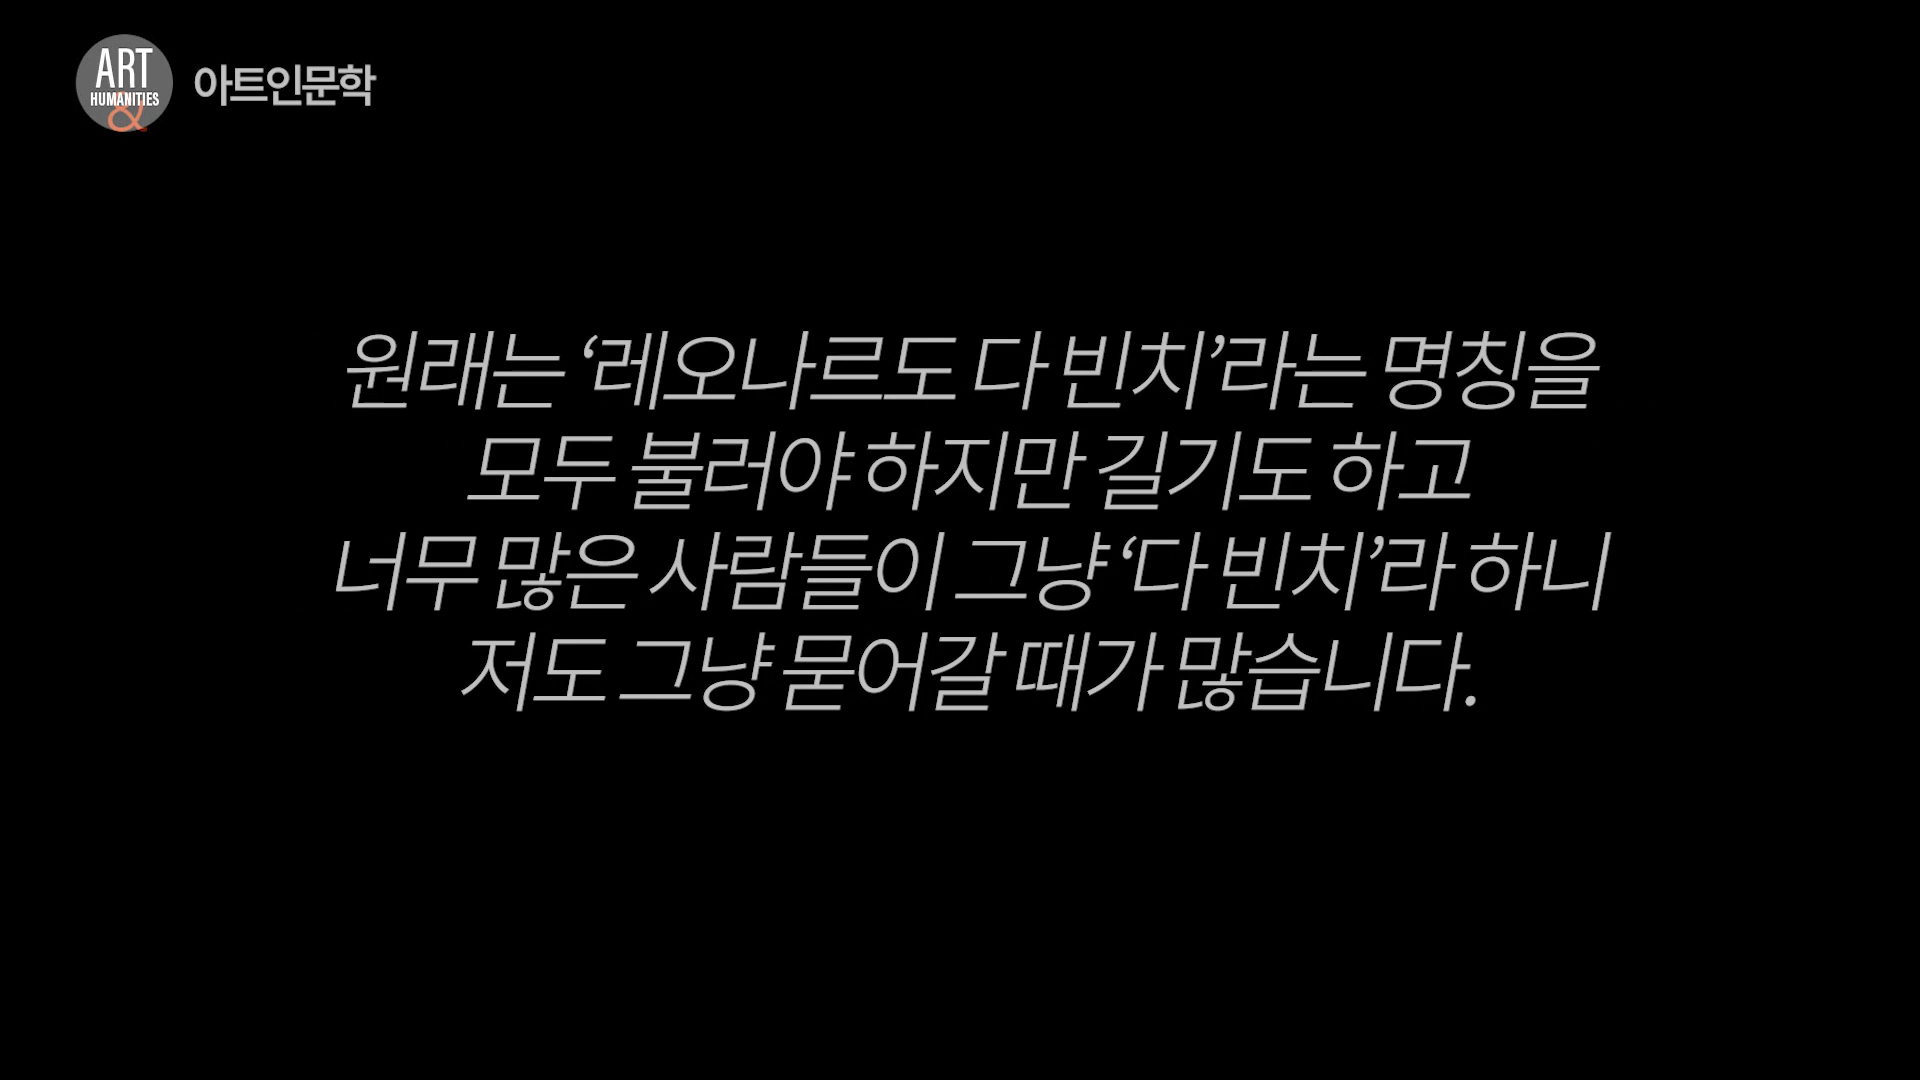 ART
HUMANITIES
&
아트인문학
원래는 ‘레오나르도 다 빈치’라는 명칭을
모두 불러야 하지만 길기도 하고
너무 많은 사람들이 그냥 ‘다 빈치’라 하니
저도 그냥 묻어갈 때가 많습니다.